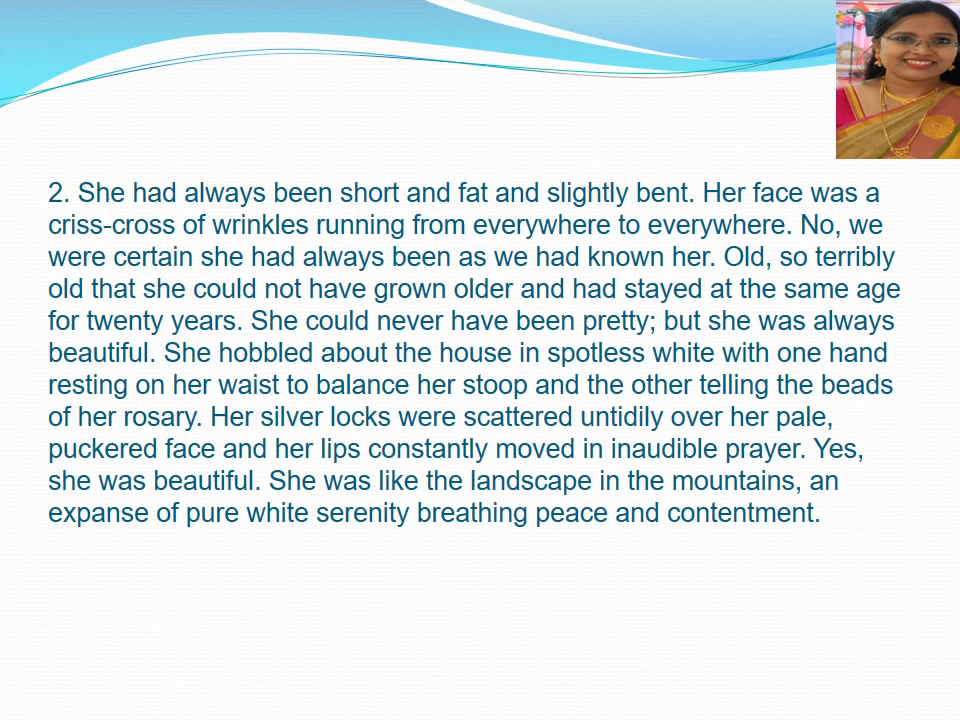 2. She had always been short and fat and slightly bent. Her face was a
criss-cross of wrinkles running from everywhere to everywhere. No, we
were certain she had always been as we had known her. Old, so terribly
old that she could not have grown older and had stayed at the same age
for twenty years. She could never have been pretty; but she was always
beautiful. She hobbled about the house in spotless white with one hand
resting on her waist to balance her stoop and the other telling the beads
of her rosary. Her silver locks were scattered untidily over her pale,
puckered face and her lips constantly moved in inaudible prayer. Yes,
she was beautiful. She was like the landscape in the mountains, an
expanse of pure white serenity breathing peace and contentment.